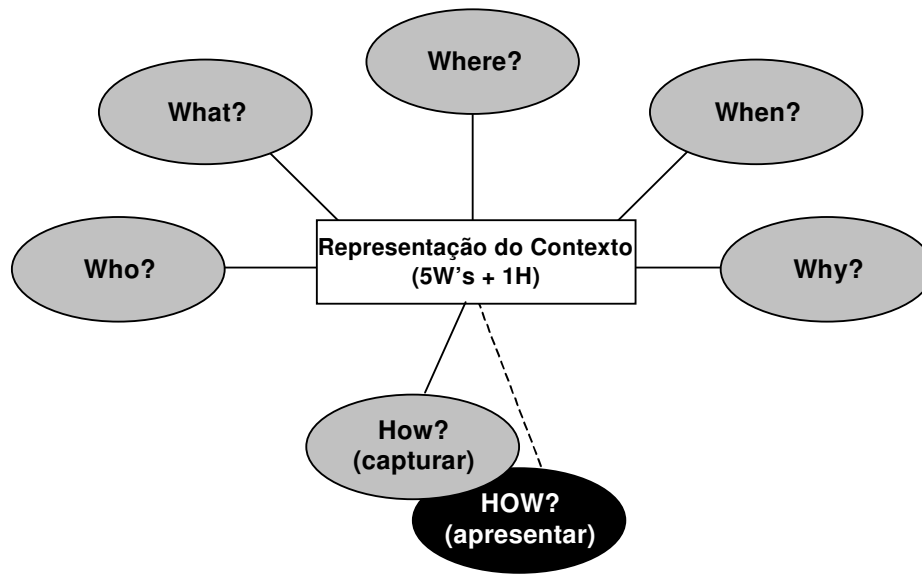 Where?
What?
When?
Representação do Contexto
(5W's + 1H)
Who?
Why?
How?
(capturar)
HOW?
(apresentar)